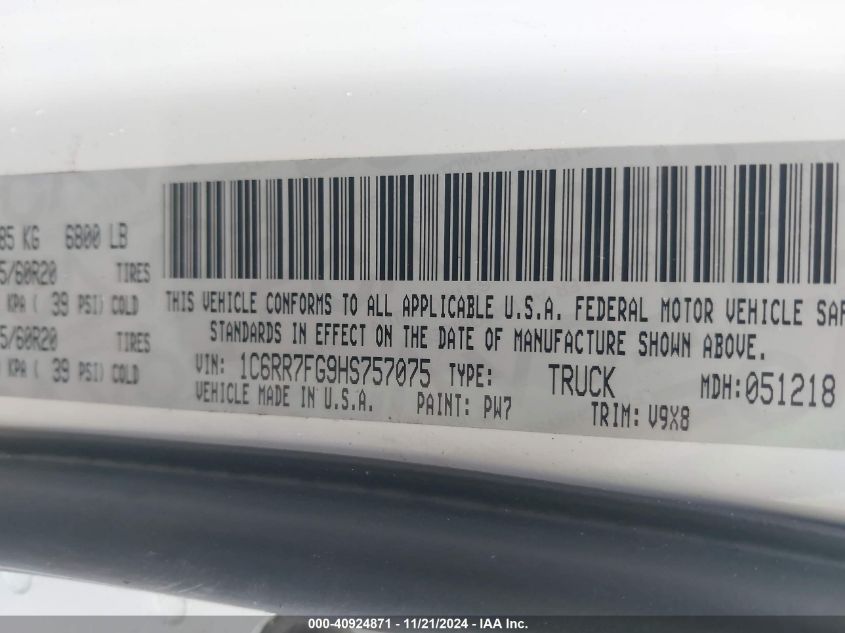 85 KG 6800 LB
5/60R20 TIRES
KPA ( 39 PSI) COLD
5/60R20 TIRES
KPA ( 39 PSI) COLD
THIS VEHICLE CONFORMS TO ALL APPLICABLE U.S.A. FEDERAL MOTOR VEHICLE SAF
STANDARDS IN EFFECT ON THE DATE OF MANUFACTURE SHOWN ABOVE.
VIN: 1C6RR7FG9HS757075 TYPE: TRUCK MDH:051218
VEHICLE MADE IN U.S.A. PAINT: PW7 TRIM: V9X8
000-40924871 - 11/21/2024 - IAA Inc.